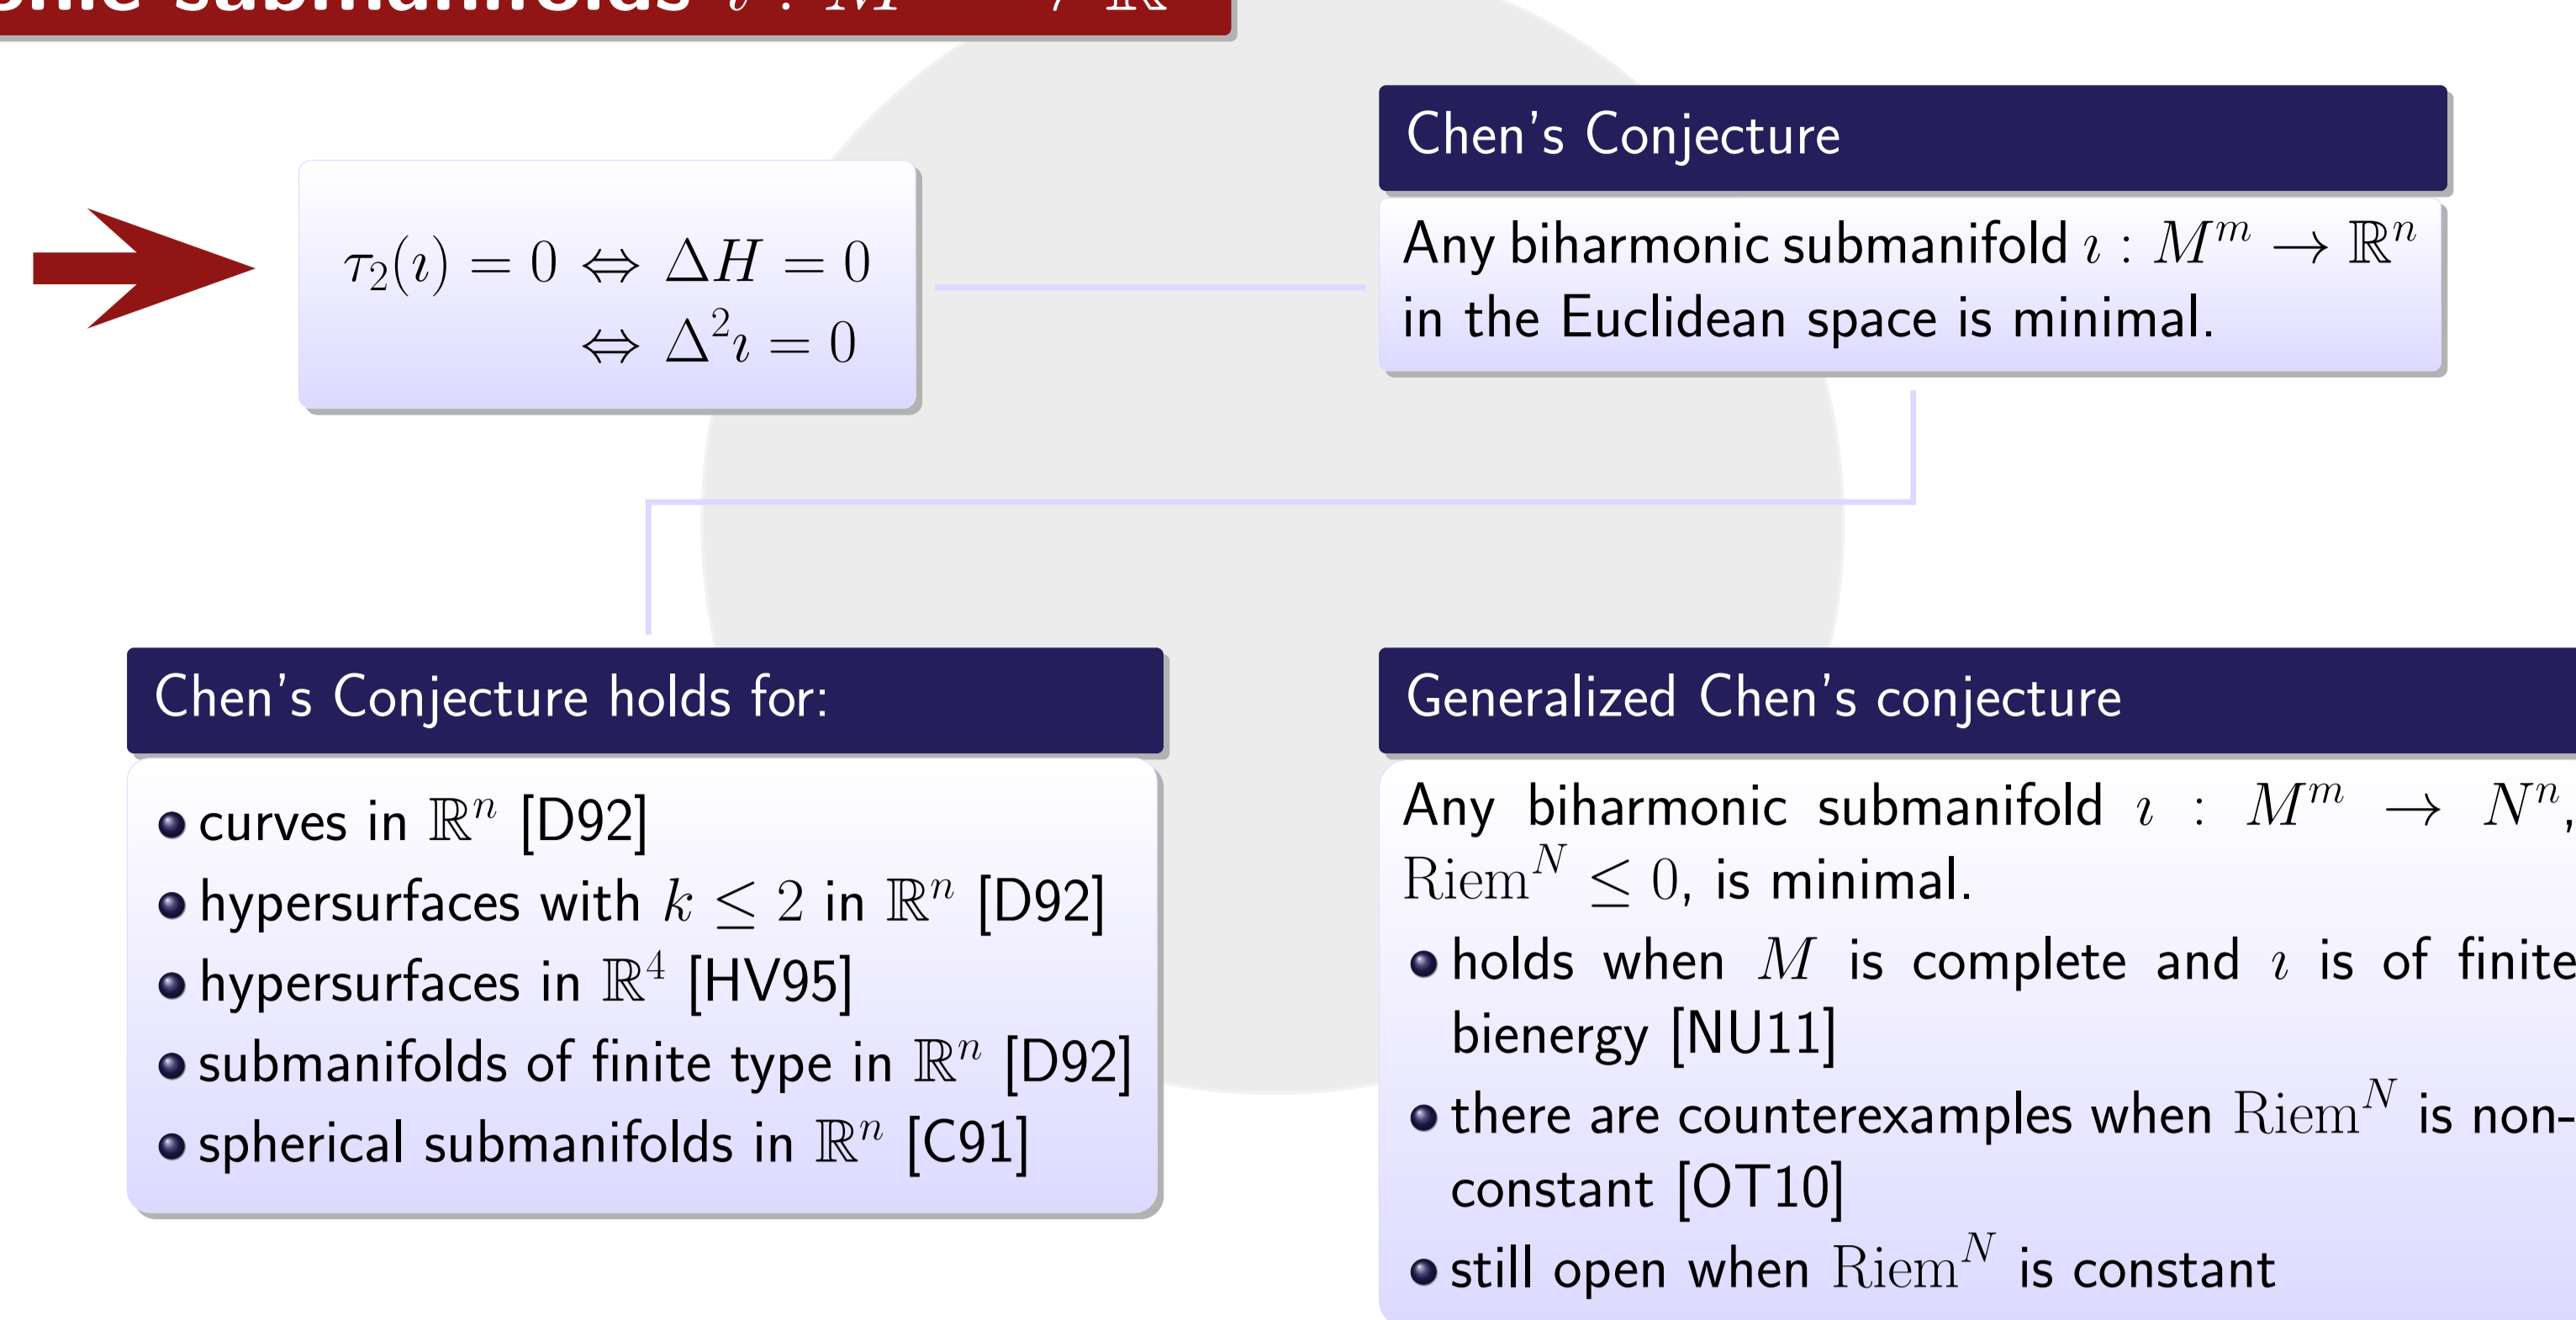 submanifolds
τ₂(ı) = 0 ⇔ ΔH = 0
⇔ Δ²ı = 0
Chen's Conjecture
Any biharmonic submanifold ı : Mᵐ → ℝⁿ
in the Euclidean space is minimal.
Chen's Conjecture holds for:
• curves in ℝⁿ [D92]
• hypersurfaces with k ≤ 2 in ℝⁿ [D92]
• hypersurfaces in ℝ⁴ [HV95]
• submanifolds of finite type in ℝⁿ [D92]
• spherical submanifolds in ℝⁿ [C91]
Generalized Chen's conjecture
Any biharmonic submanifold ı : Mᵐ → Nⁿ,
Riemᴺ ≤ 0, is minimal.
• holds when M is complete and ı is of finite
bienergy [NU11]
• there are counterexamples when Riemᴺ is non-
constant [OT10]
• still open when Riemᴺ is constant